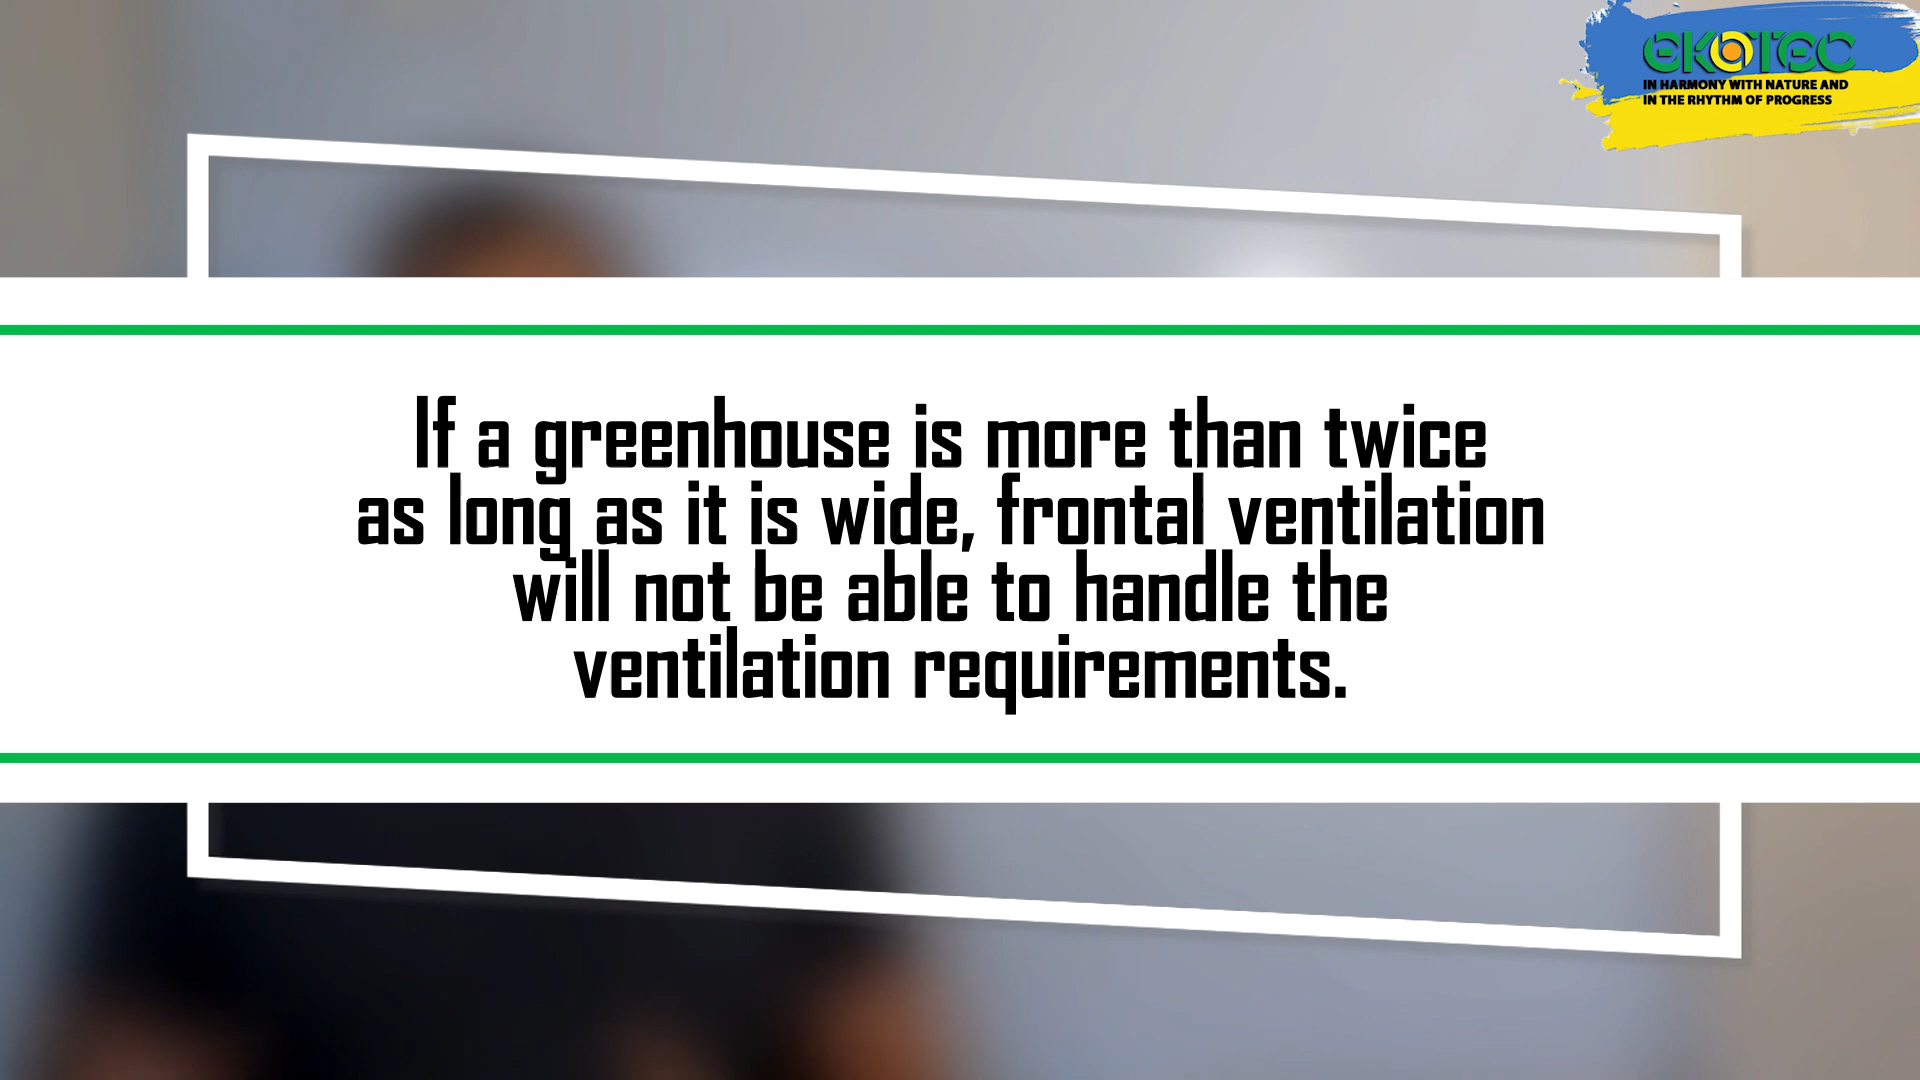 EKOTEC
IN HARMONY WITH NATURE AND
IN THE RHYTHM OF PROGRESS
If a greenhouse is more than twice
as long as it is wide, frontal ventilation
will not be able to handle the
ventilation requirements.